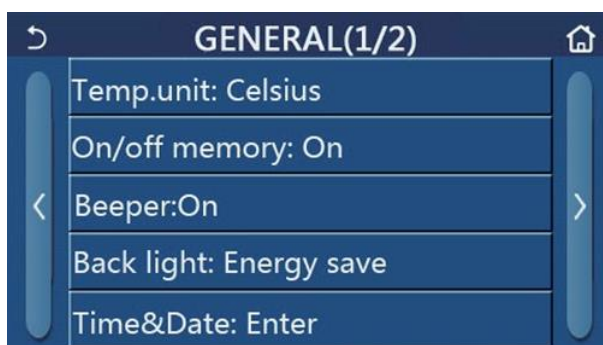 GENERAL(1/2)
Temp.unit: Celsius
On/off memory: On
Beeper:On
Back light: Energy save
Time&Date: Enter